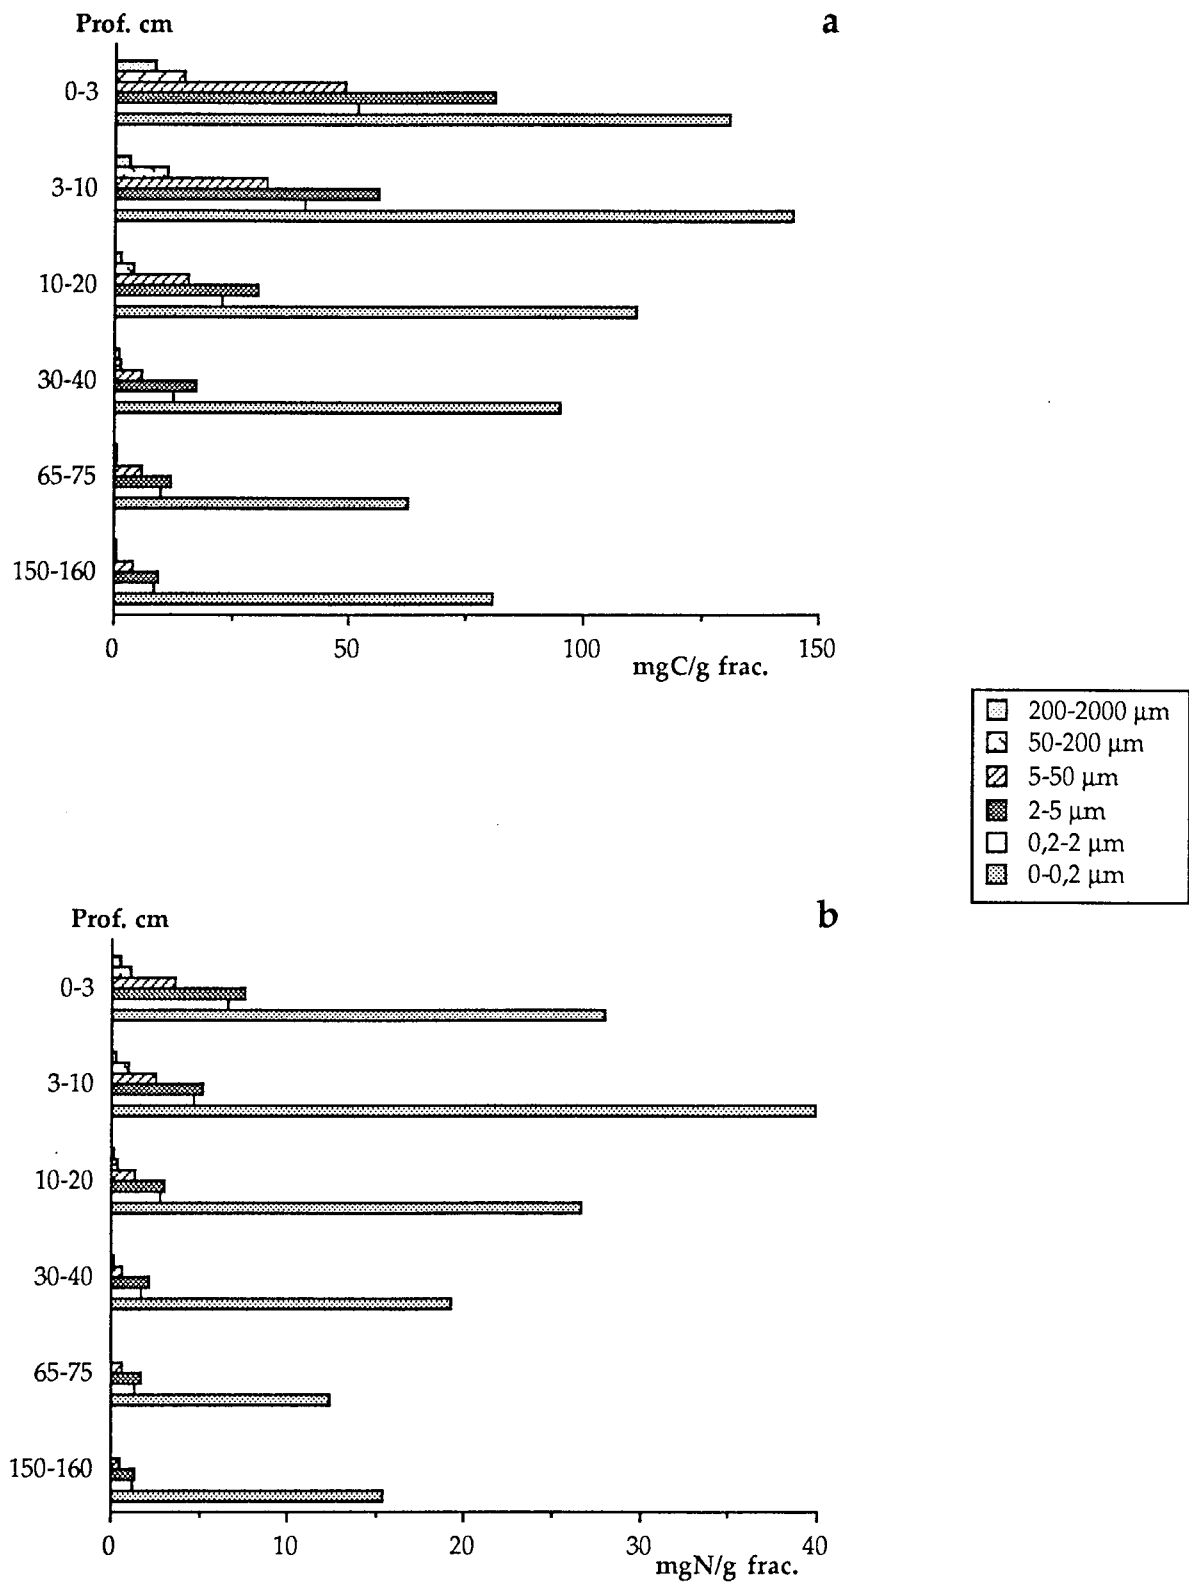 Prof. cm
a
0-3
3-10
10-20
30-40
65-75
150-160
0
50
100
150
mgC/g frac.
200-2000 µm
50-200 µm
5-50 µm
2-5 µm
0,2-2 µm
0-0,2 µm
Prof. cm
b
0-3
3-10
10-20
30-40
65-75
150-160
0
10
20
30
40
mgN/g frac.